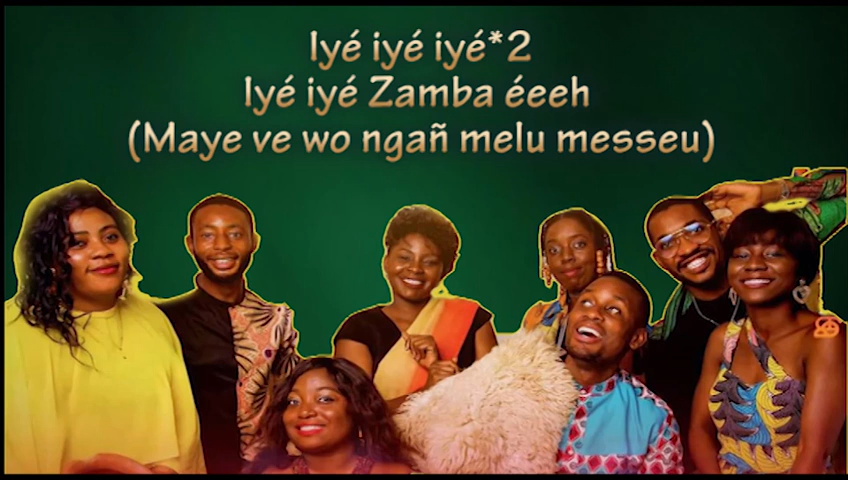 Iyé iyé iyé*2
Iyé iyé Zamba éeeh
(Maye ve wo ngañ melu messeu)